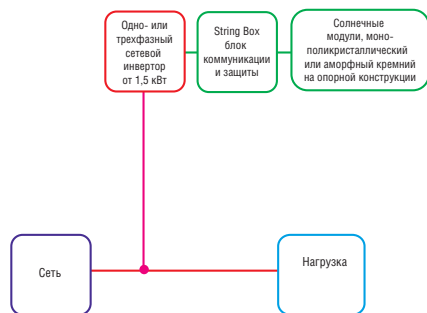 Одно- или
трехфазный
сетевой
инвертор
от 1,5 кВт
String Box
блок
коммуникации
и защиты
Солнечные
модули, моно-
поликристаллический
или аморфный кремний
на опорной конструкции
Сеть
Нагрузка